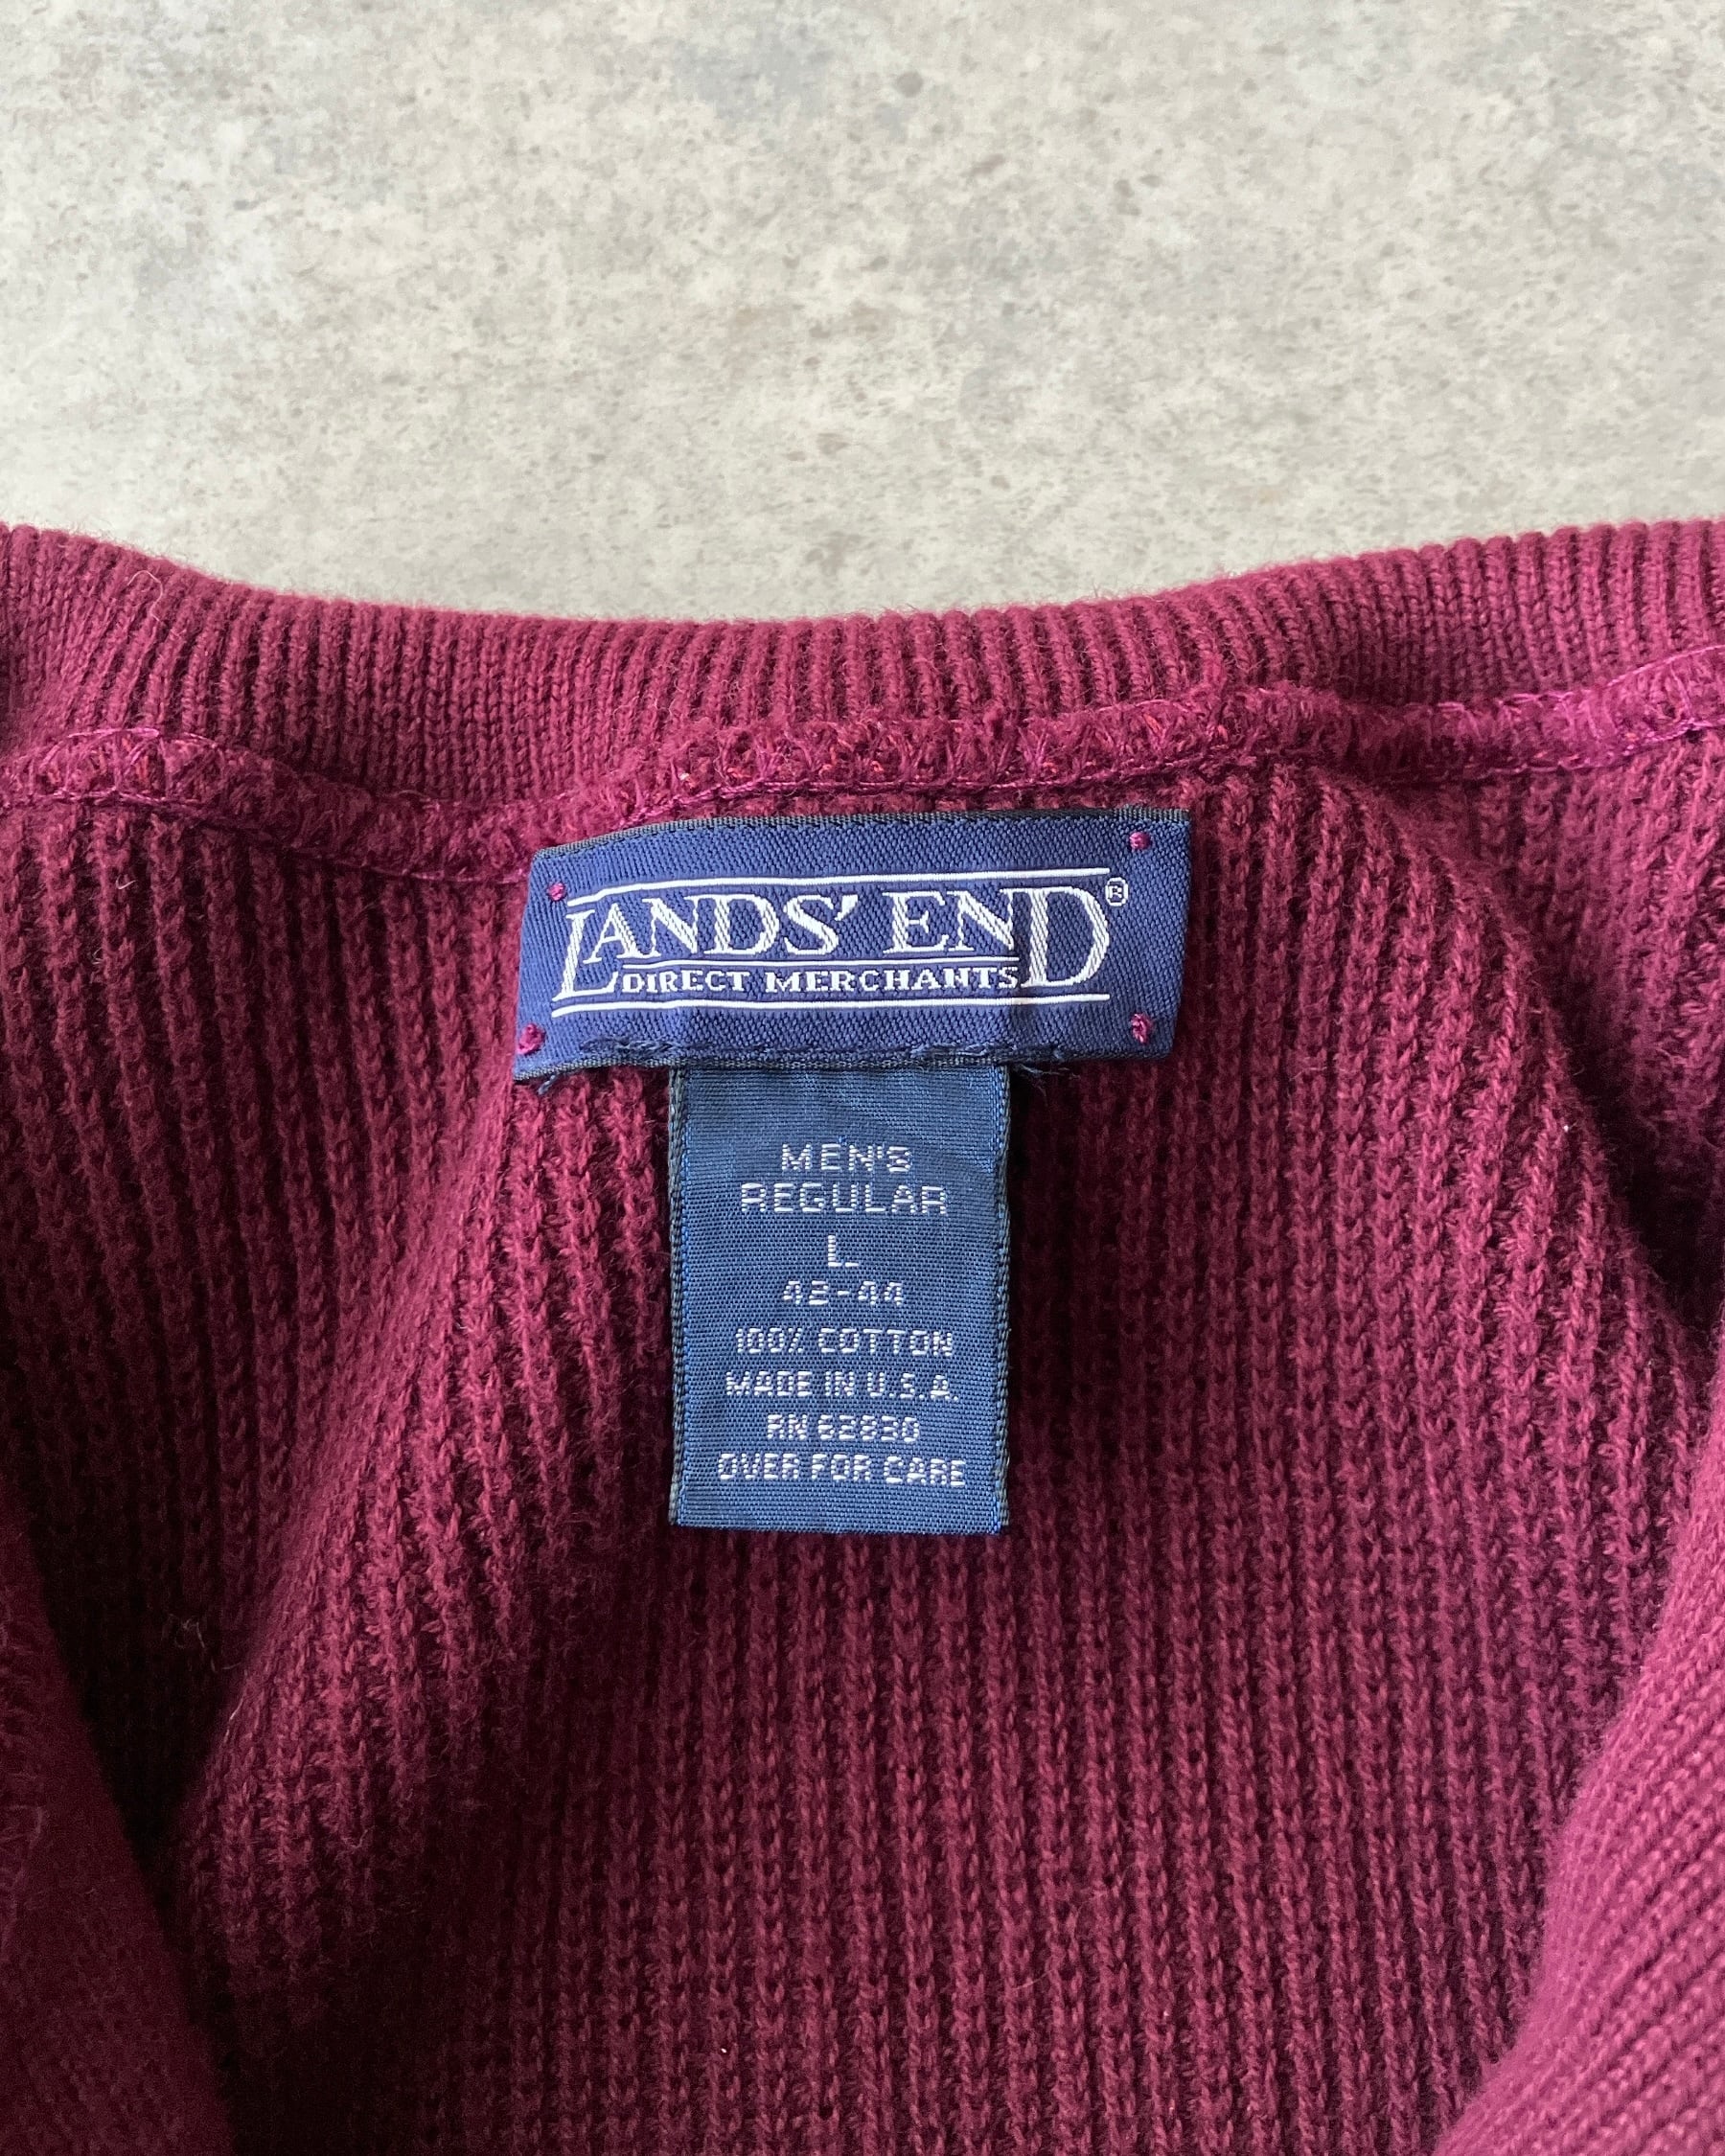 LANDS' END®
DIRECT MERCHANTS
MEN'S
REGULAR
L
42-44
100% COTTON
MADE IN U.S.A.
RN 62830
OVER FOR CARE